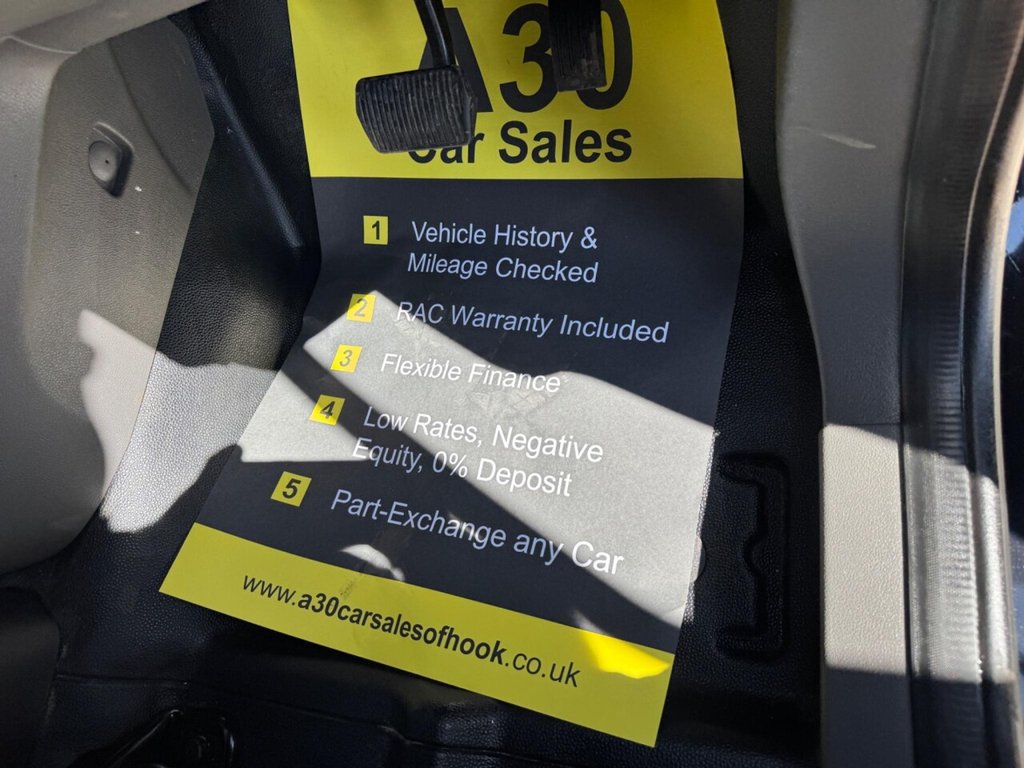 A30
Car Sales
1 Vehicle History &
Mileage Checked
2 RAC Warranty Included
3 Flexible Finance
4 Low Rates, Negative
Equity, 0% Deposit
5 Part-Exchange any Car
www.a30carsalesofhook.co.uk